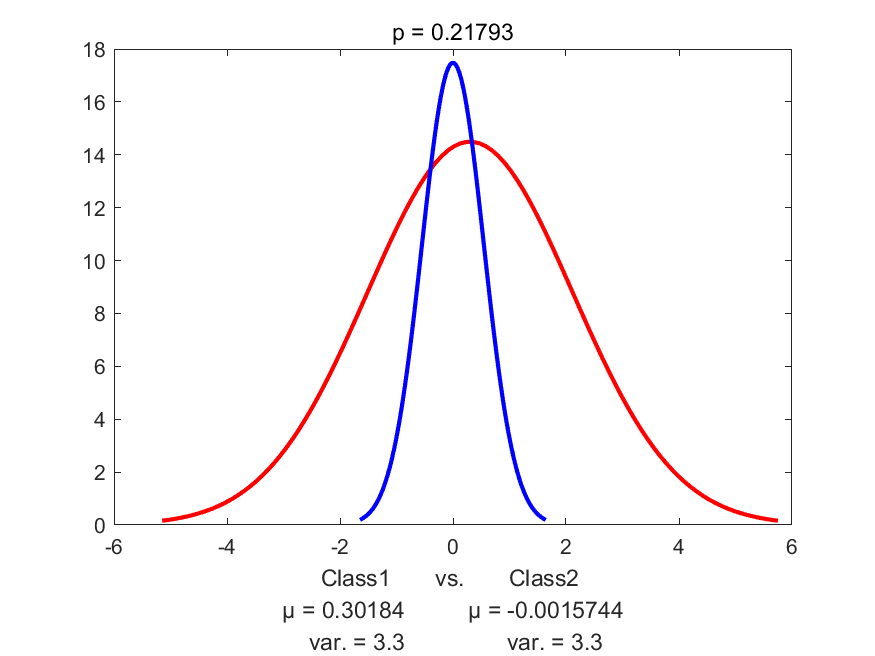 p = 0.21793
18
16
14
12
10
8
6
4
2
0
-6 -4 -2 0 2 4 6
Class1 vs. Class2
μ = 0.30184 μ = -0.0015744
var. = 3.3 var. = 3.3